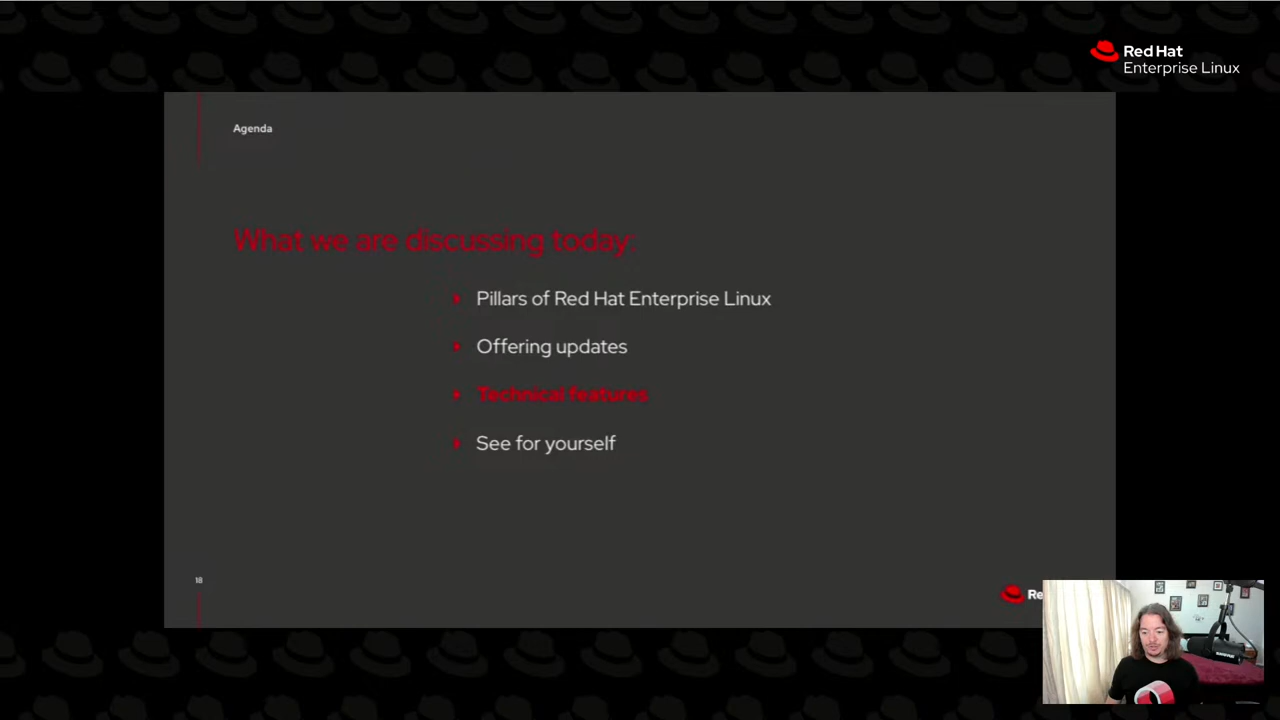 Red Hat
Enterprise Linux
Agenda
What we are discussing today:
Pillars of Red Hat Enterprise Linux
Offering updates
Technical features
See for yourself
18
Re